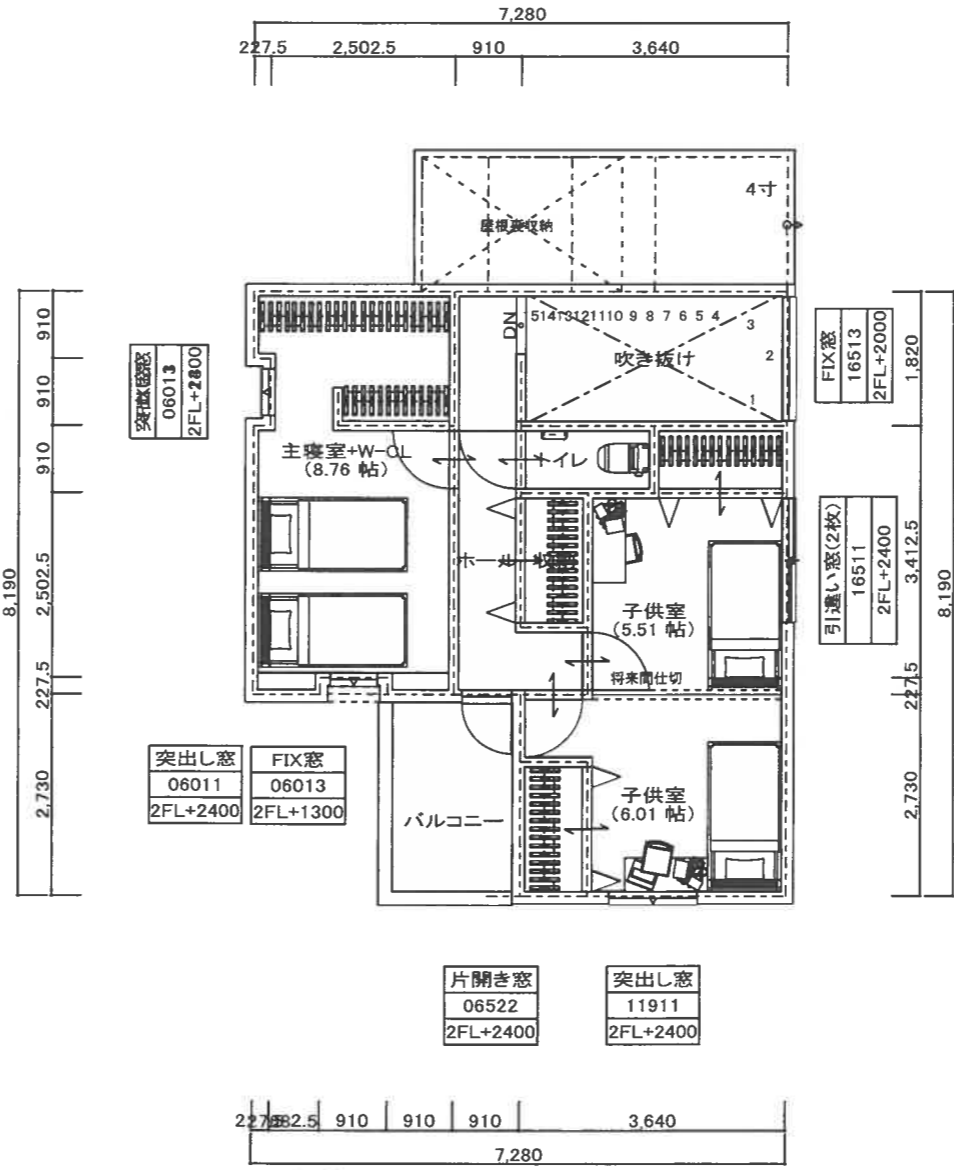 7,280
227.5 2,502.5 910 3,640
4寸
屋根裏収納
DN
15 14 13 12 11 10 9 8 7 6 5 4
3
2
1
吹き抜け
8,190
910
910
910
2,502.5
227.5
2,730
06013
主寝室+W-CL
(8.76 帖)
トイレ
ホール
子供室
(5.51 帖)
将来間仕切
子供室
(6.01 帖)
バルコニー
FIX窓
16513
2FL+2000
引違い窓(2枚)
16511
2FL+2400
1,820
3,412.5
227.5
2,730
8,190
突出し窓
06011
2FL+2400
FIX窓
06013
2FL+1300
片開き窓
06522
2FL+2400
突出し窓
11911
2FL+2400
910 910 910 3,640
7,280